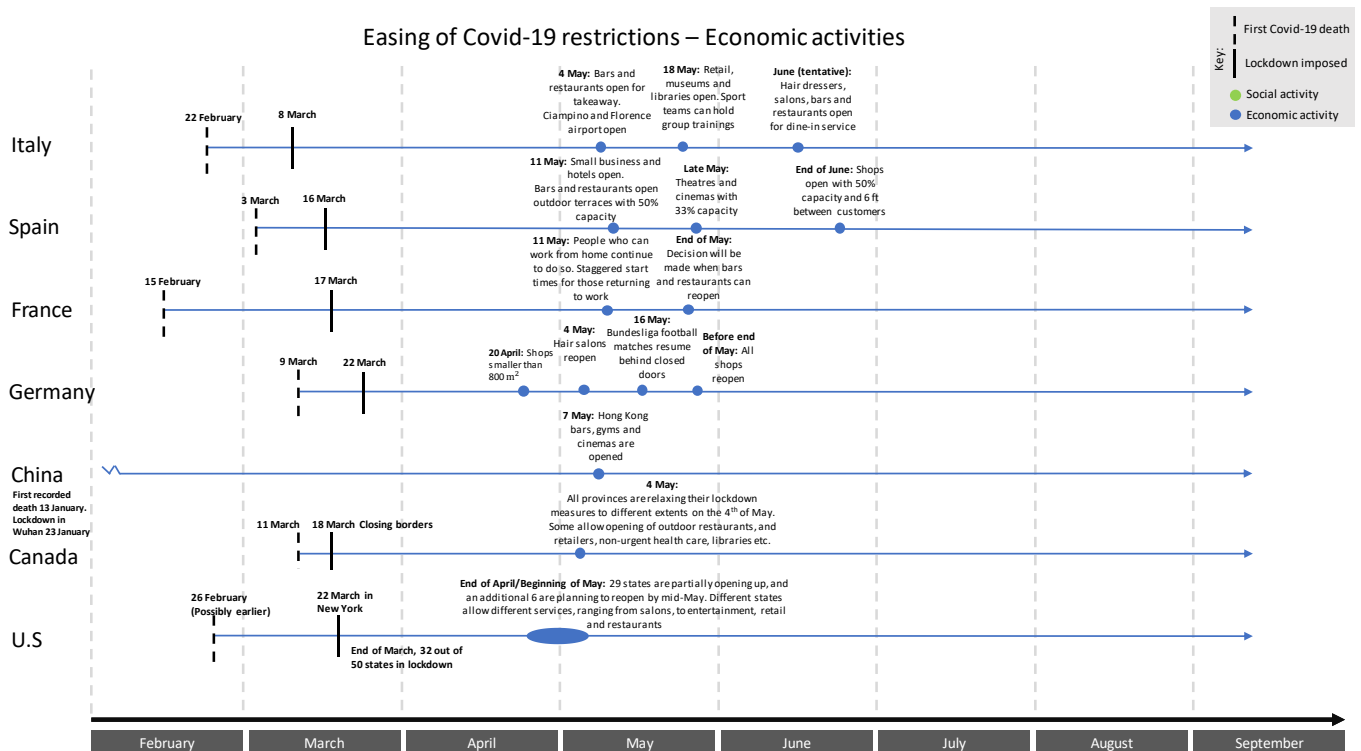 Easing of Covid-19 restrictions – Economic activities
Key:
First Covid-19 death
Lockdown imposed
Social activity
Economic activity
Italy
22 February
8 March
4 May: Bars and
restaurants open for
takeaway.
Ciampino and Florence
airport open
18 May: Retail,
museums and
libraries open. Sport
teams can hold
group trainings
June (tentative):
Hair dressers,
salons, bars and
restaurants open
for dine-in service
Spain
3 March
16 March
11 May: Small business and
hotels open.
Bars and restaurants open
outdoor terraces with 50%
capacity
Late May:
Theatres and
cinemas with
33% capacity
End of June: Shops
open with 50%
capacity and 6 ft
between customers
France
15 February
17 March
11 May: People who can
work from home continue
to do so. Staggered start
times for those returning
to work
End of May:
Decision will be
made when bars
and restaurants can
reopen
Germany
9 March
22 March
20 April: Shops
smaller than
800 m²
4 May:
Hair salons
reopen
16 May:
Bundesliga football
matches resume
behind closed
doors
Before end
of May: All
shops
reopen
China
First recorded
death 13 January.
Lockdown in
Wuhan 23 January
7 May: Hong Kong
bars, gyms and
cinemas are
opened
Canada
11 March
18 March Closing borders
4 May:
All provinces are relaxing their lockdown
measures to different extents on the 4th of May.
Some allow opening of outdoor restaurants, and
retailers, non-urgent health care, libraries etc.
U.S
26 February
(Possibly earlier)
22 March in
New York
End of March, 32 out of
50 states in lockdown
End of April/Beginning of May: 29 states are partially opening up, and
an additional 6 are planning to reopen by mid-May. Different states
allow different services, ranging from salons, to entertainment, retail
and restaurants
February
March
April
May
June
July
August
September